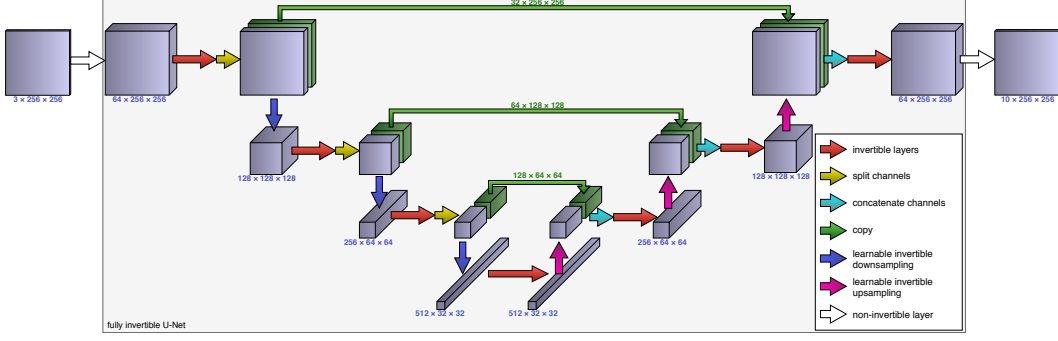 32 × 256 × 256
3 × 256 × 256
64 × 256 × 256
64 × 256 × 256
10 × 256 × 256
64 × 128 × 128
128 × 128 × 128
128 × 128 × 128
128 × 64 × 64
256 × 64 × 64
256 × 64 × 64
512 × 32 × 32
512 × 32 × 32
fully invertible U-Net
invertible layers
split channels
concatenate channels
copy
learnable invertible
downsampling
learnable invertible
upsampling
non-invertible layer